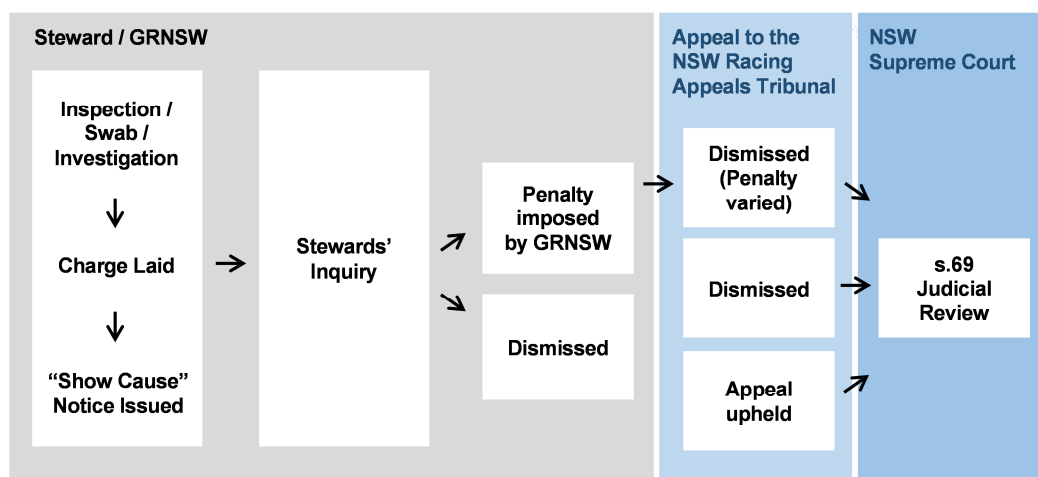 Steward / GRNSW
Inspection /
Swab /
Investigation
Charge Laid
“Show Cause”
Notice Issued
Stewards’
Inquiry
Penalty
imposed
by GRNSW
Dismissed
Appeal to the
NSW Racing
Appeals Tribunal
Dismissed
(Penalty
varied)
Dismissed
Appeal
upheld
NSW
Supreme Court
s.69
Judicial
Review